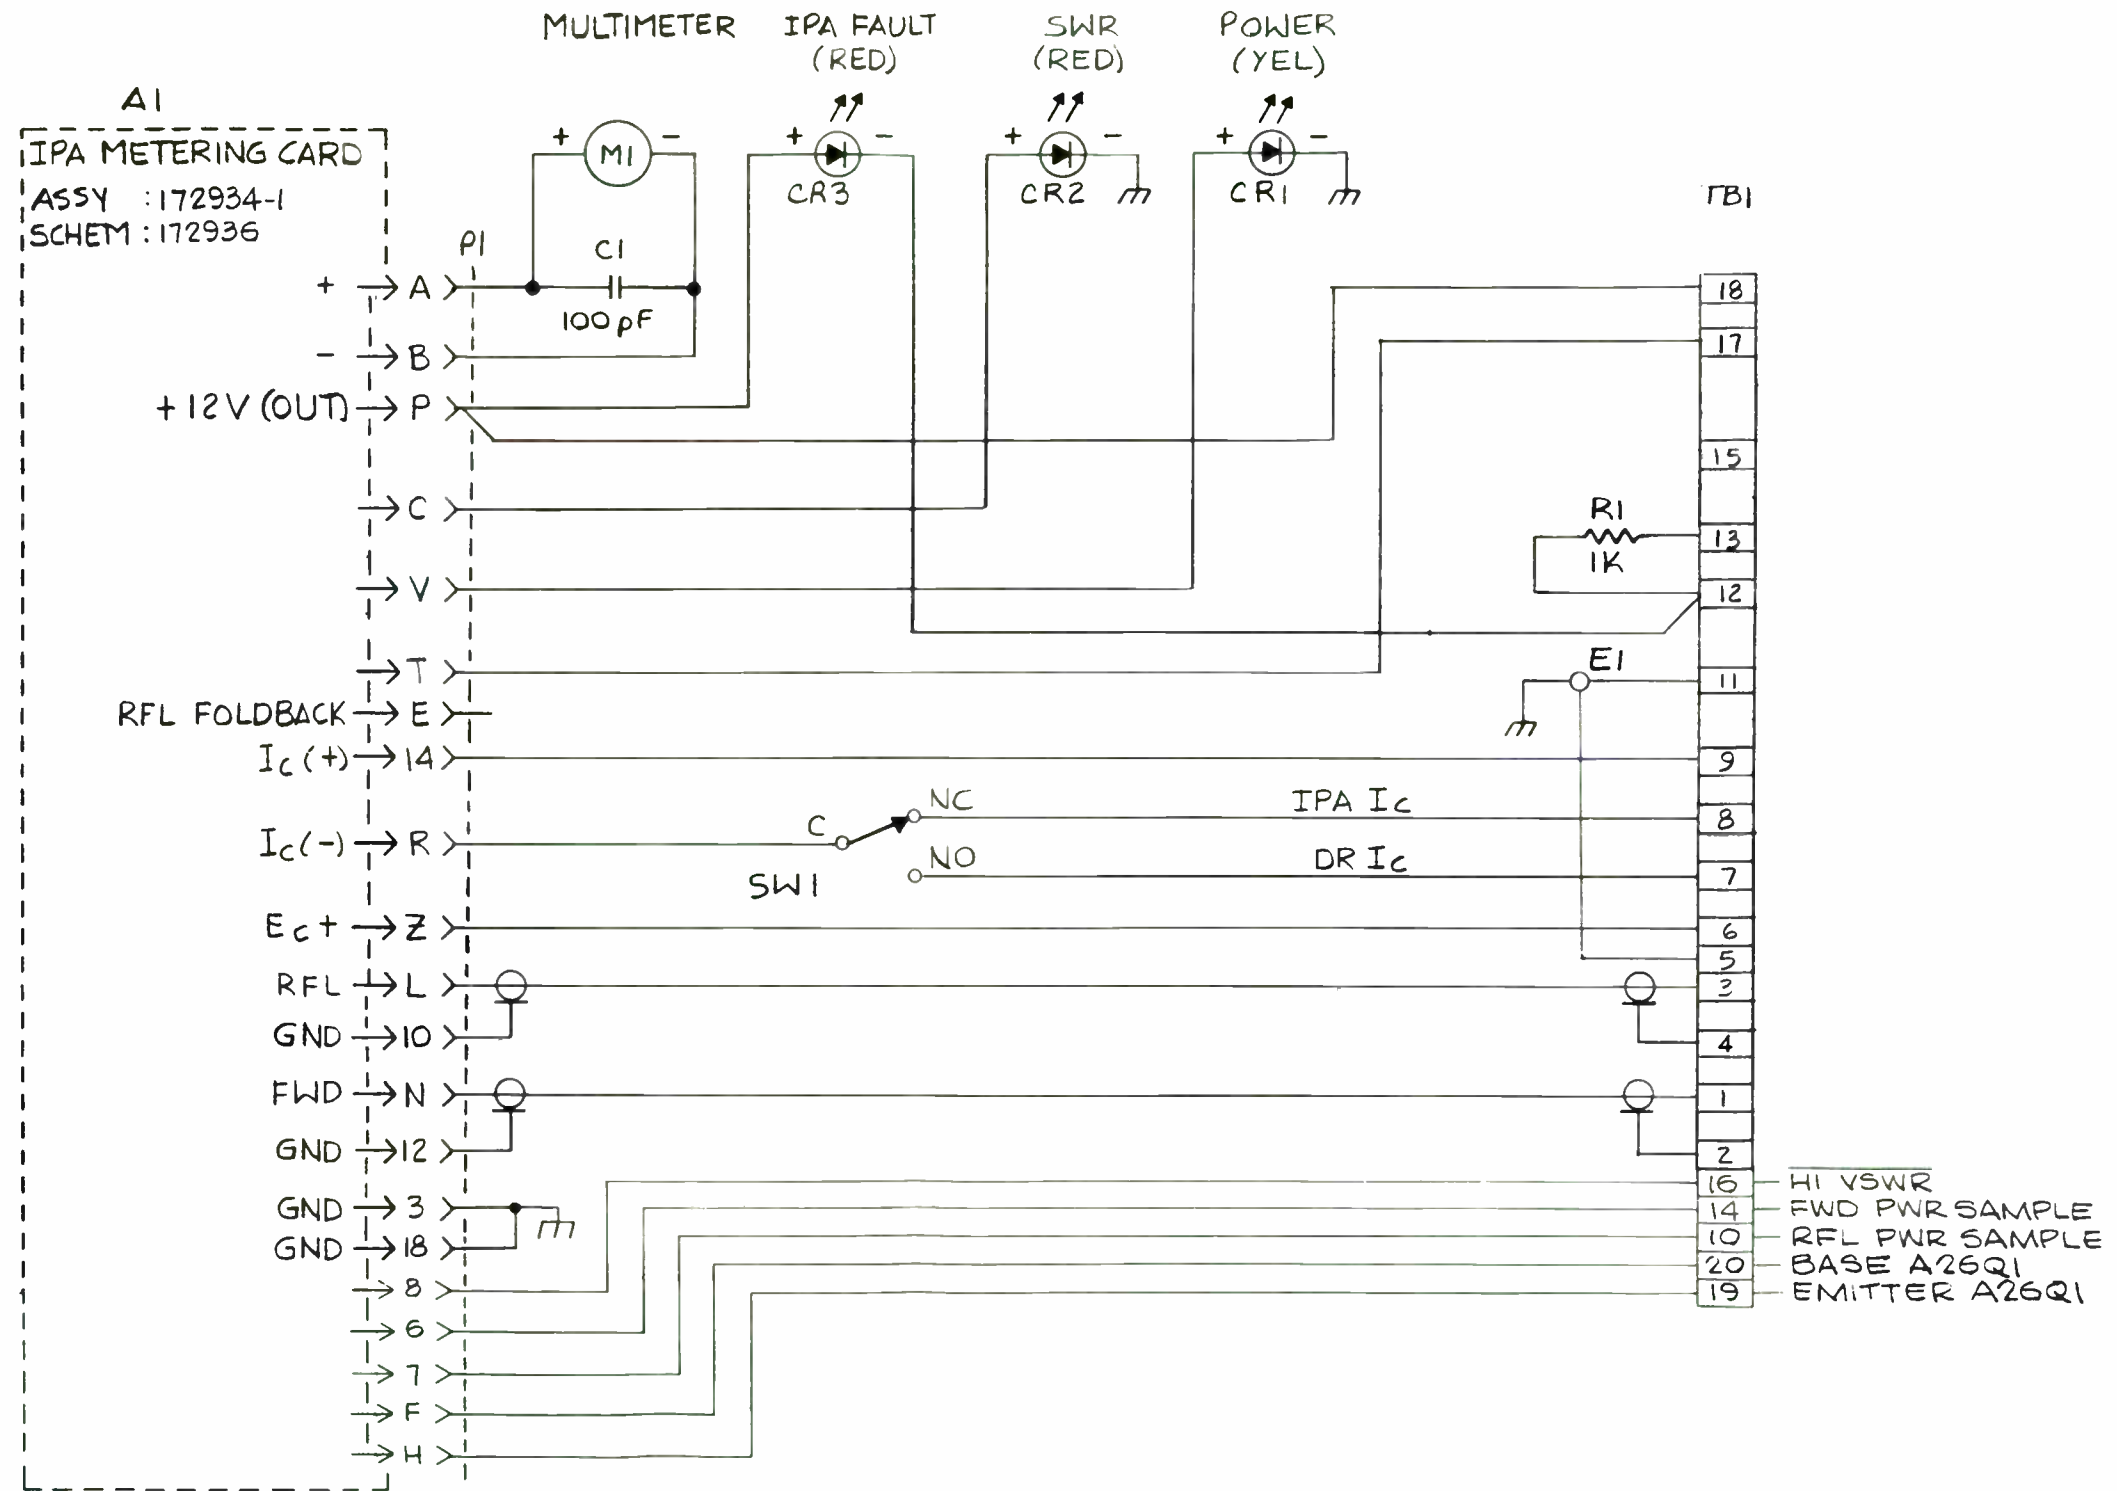 MULTIMETER
IPA FAULT
(RED)
SWR
(RED)
POWER
(YEL)
A1
IPA METERING CARD
ASSY :172934-1
SCHEM :172936
+ M1 -
+ -
CR3
+ -
CR2
+ -
CR1
TB1
P1
C1
100pF
+ A
- B
+12V (OUT) P
C
V
T
RFL FOLDBACK E
Ic (+) 14
Ic (-) R
Ec + Z
RFL L
GND 10
FWD N
GND 12
GND 3
GND 18
8
6
7
F
H
C
NC
NO
SW1
IPA Ic
DR Ic
R1
1K
E1
18
17
15
13
12
11
9
8
7
6
5
3
4
1
2
16 HI VSWR
14 FWD PWR SAMPLE
10 RFL PWR SAMPLE
20 BASE A26Q1
19 EMITTER A26Q1